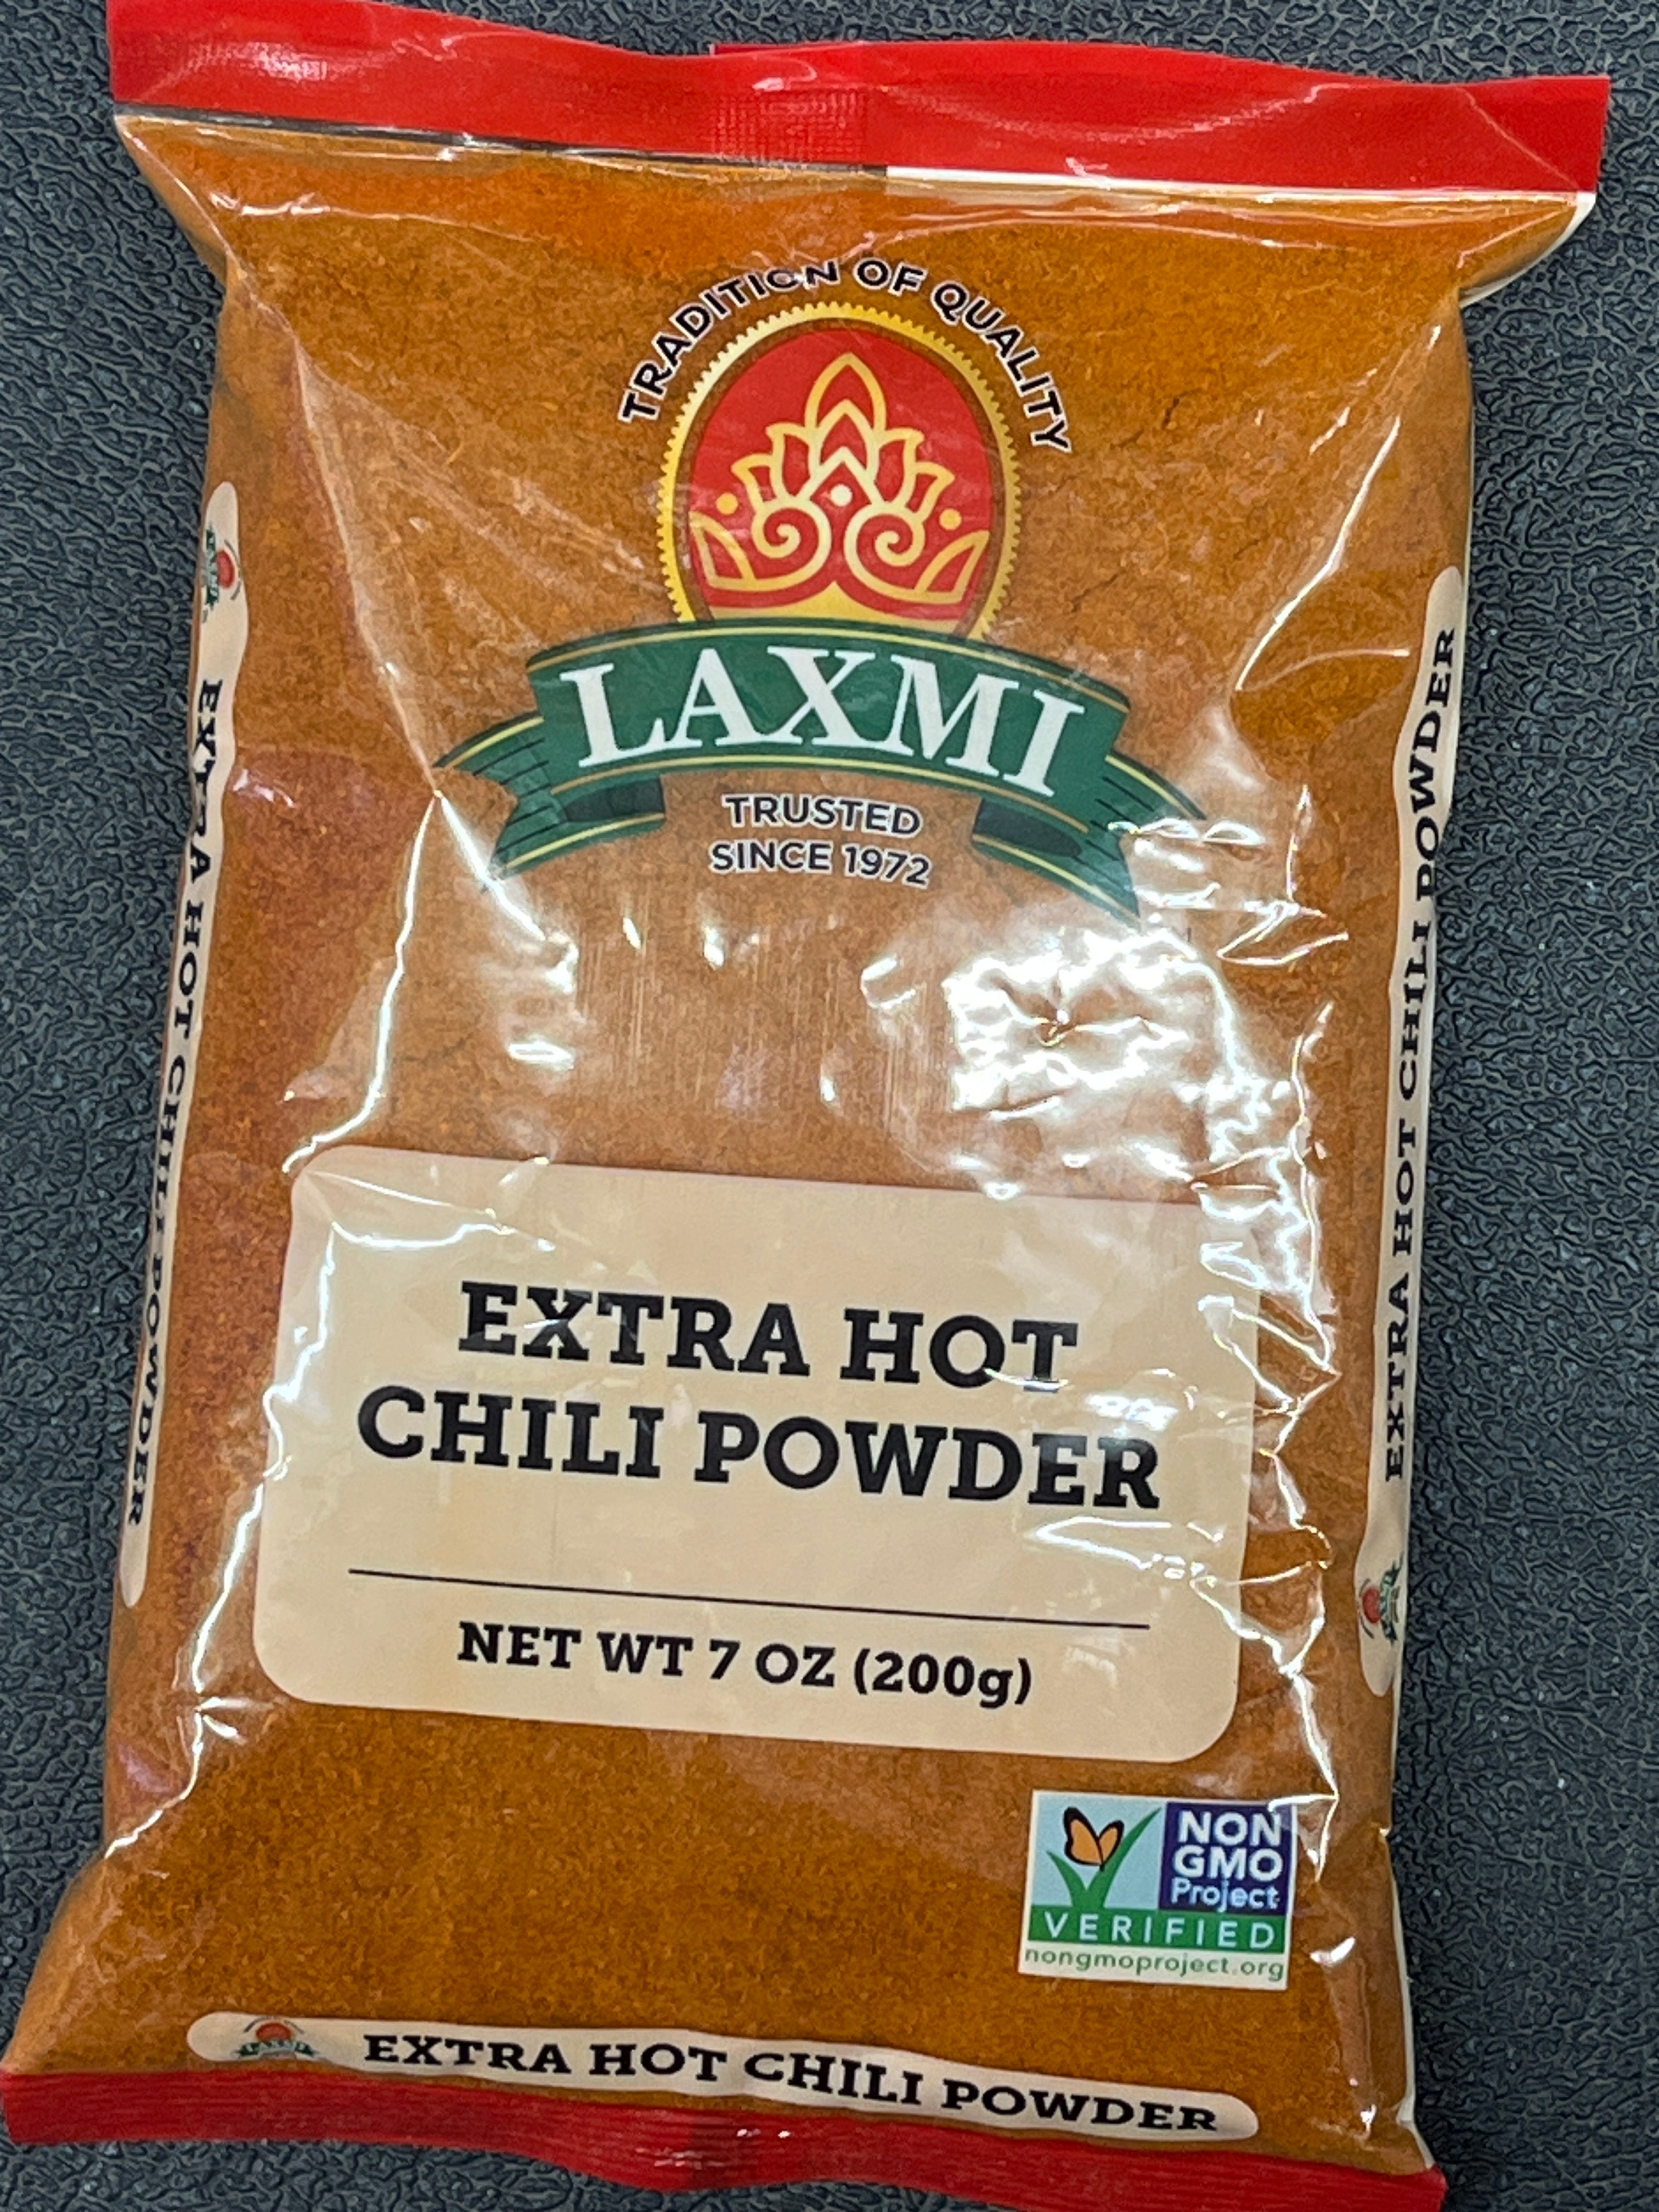 TRADITION OF QUALITY
LAXMI
TRUSTED
SINCE 1972
EXTRA HOT CHILI POWDER
EXTRA HOT CHILI POWDER
EXTRA HOT
CHILI POWDER
NET WT 7 OZ (200g)
NON
GMO
Project
VERIFIED
nongmoproject.org
LAXMI
EXTRA HOT CHILI POWDER